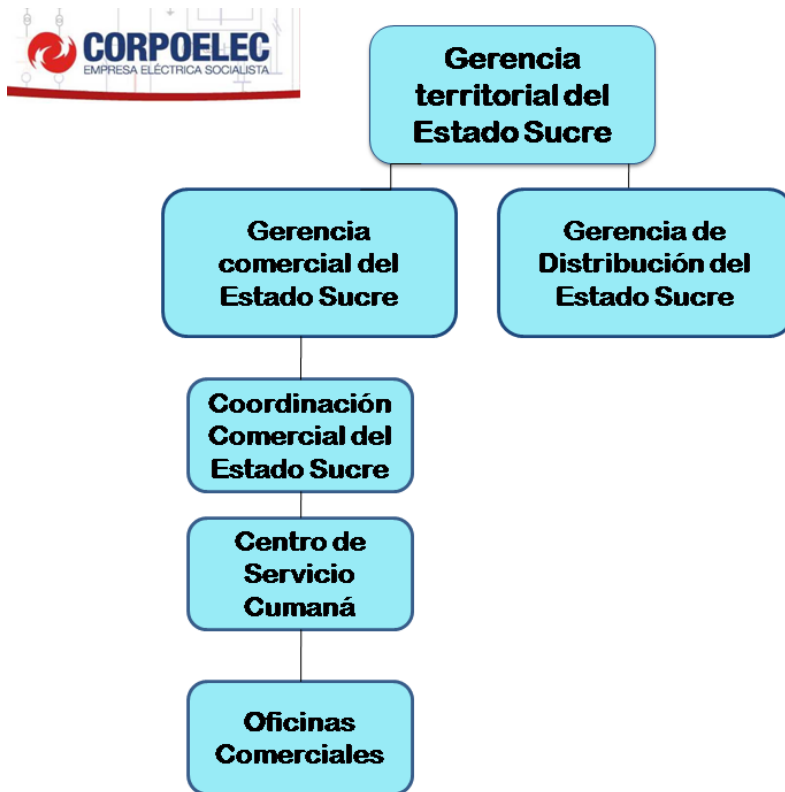 CORPOELEC
EMPRESA ELÉCTRICA SOCIALISTA
Gerencia
territorial del
Estado Sucre
Gerencia
comercial del
Estado Sucre
Gerencia de
Distribución del
Estado Sucre
Coordinación
Comercial del
Estado Sucre
Centro de
Servicio
Cumaná
Oficinas
Comerciales